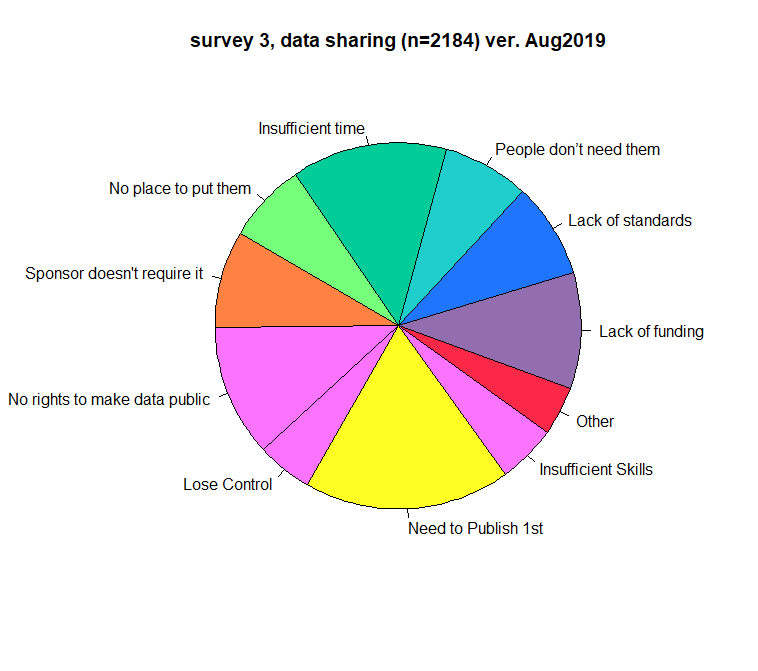 survey 3, data sharing (n=2184) ver. Aug2019
Insufficient time
People don’t need them
No place to put them
Lack of standards
Sponsor doesn't require it
Lack of funding
No rights to make data public
Other
Insufficient Skills
Lose Control
Need to Publish 1st